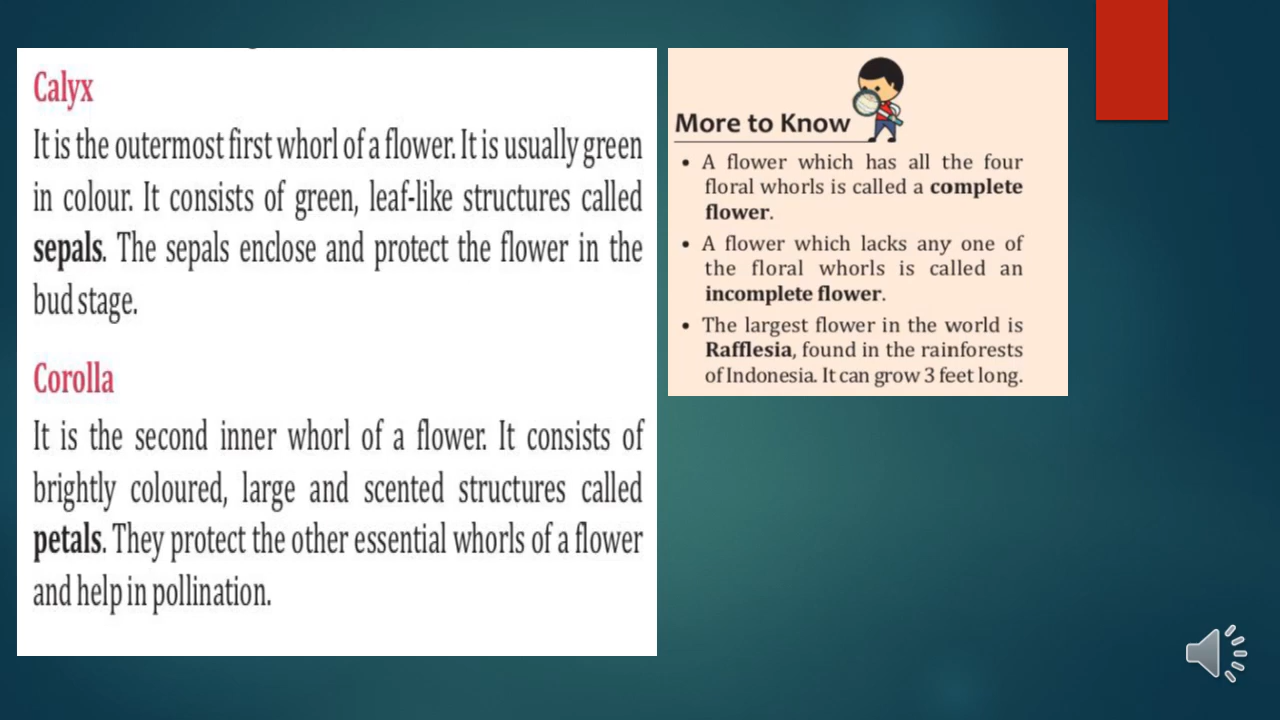 Calyx
It is the outermost first whorl of a flower. It is usually green
in colour. It consists of green, leaf-like structures called
sepals. The sepals enclose and protect the flower in the
bud stage.
Corolla
It is the second inner whorl of a flower. It consists of
brightly coloured, large and scented structures called
petals. They protect the other essential whorls of a flower
and help in pollination.
More to Know
• A flower which has all the four
floral whorls is called a complete
flower.
• A flower which lacks any one of
the floral whorls is called an
incomplete flower.
• The largest flower in the world is
Rafflesia, found in the rainforests
of Indonesia. It can grow 3 feet long.